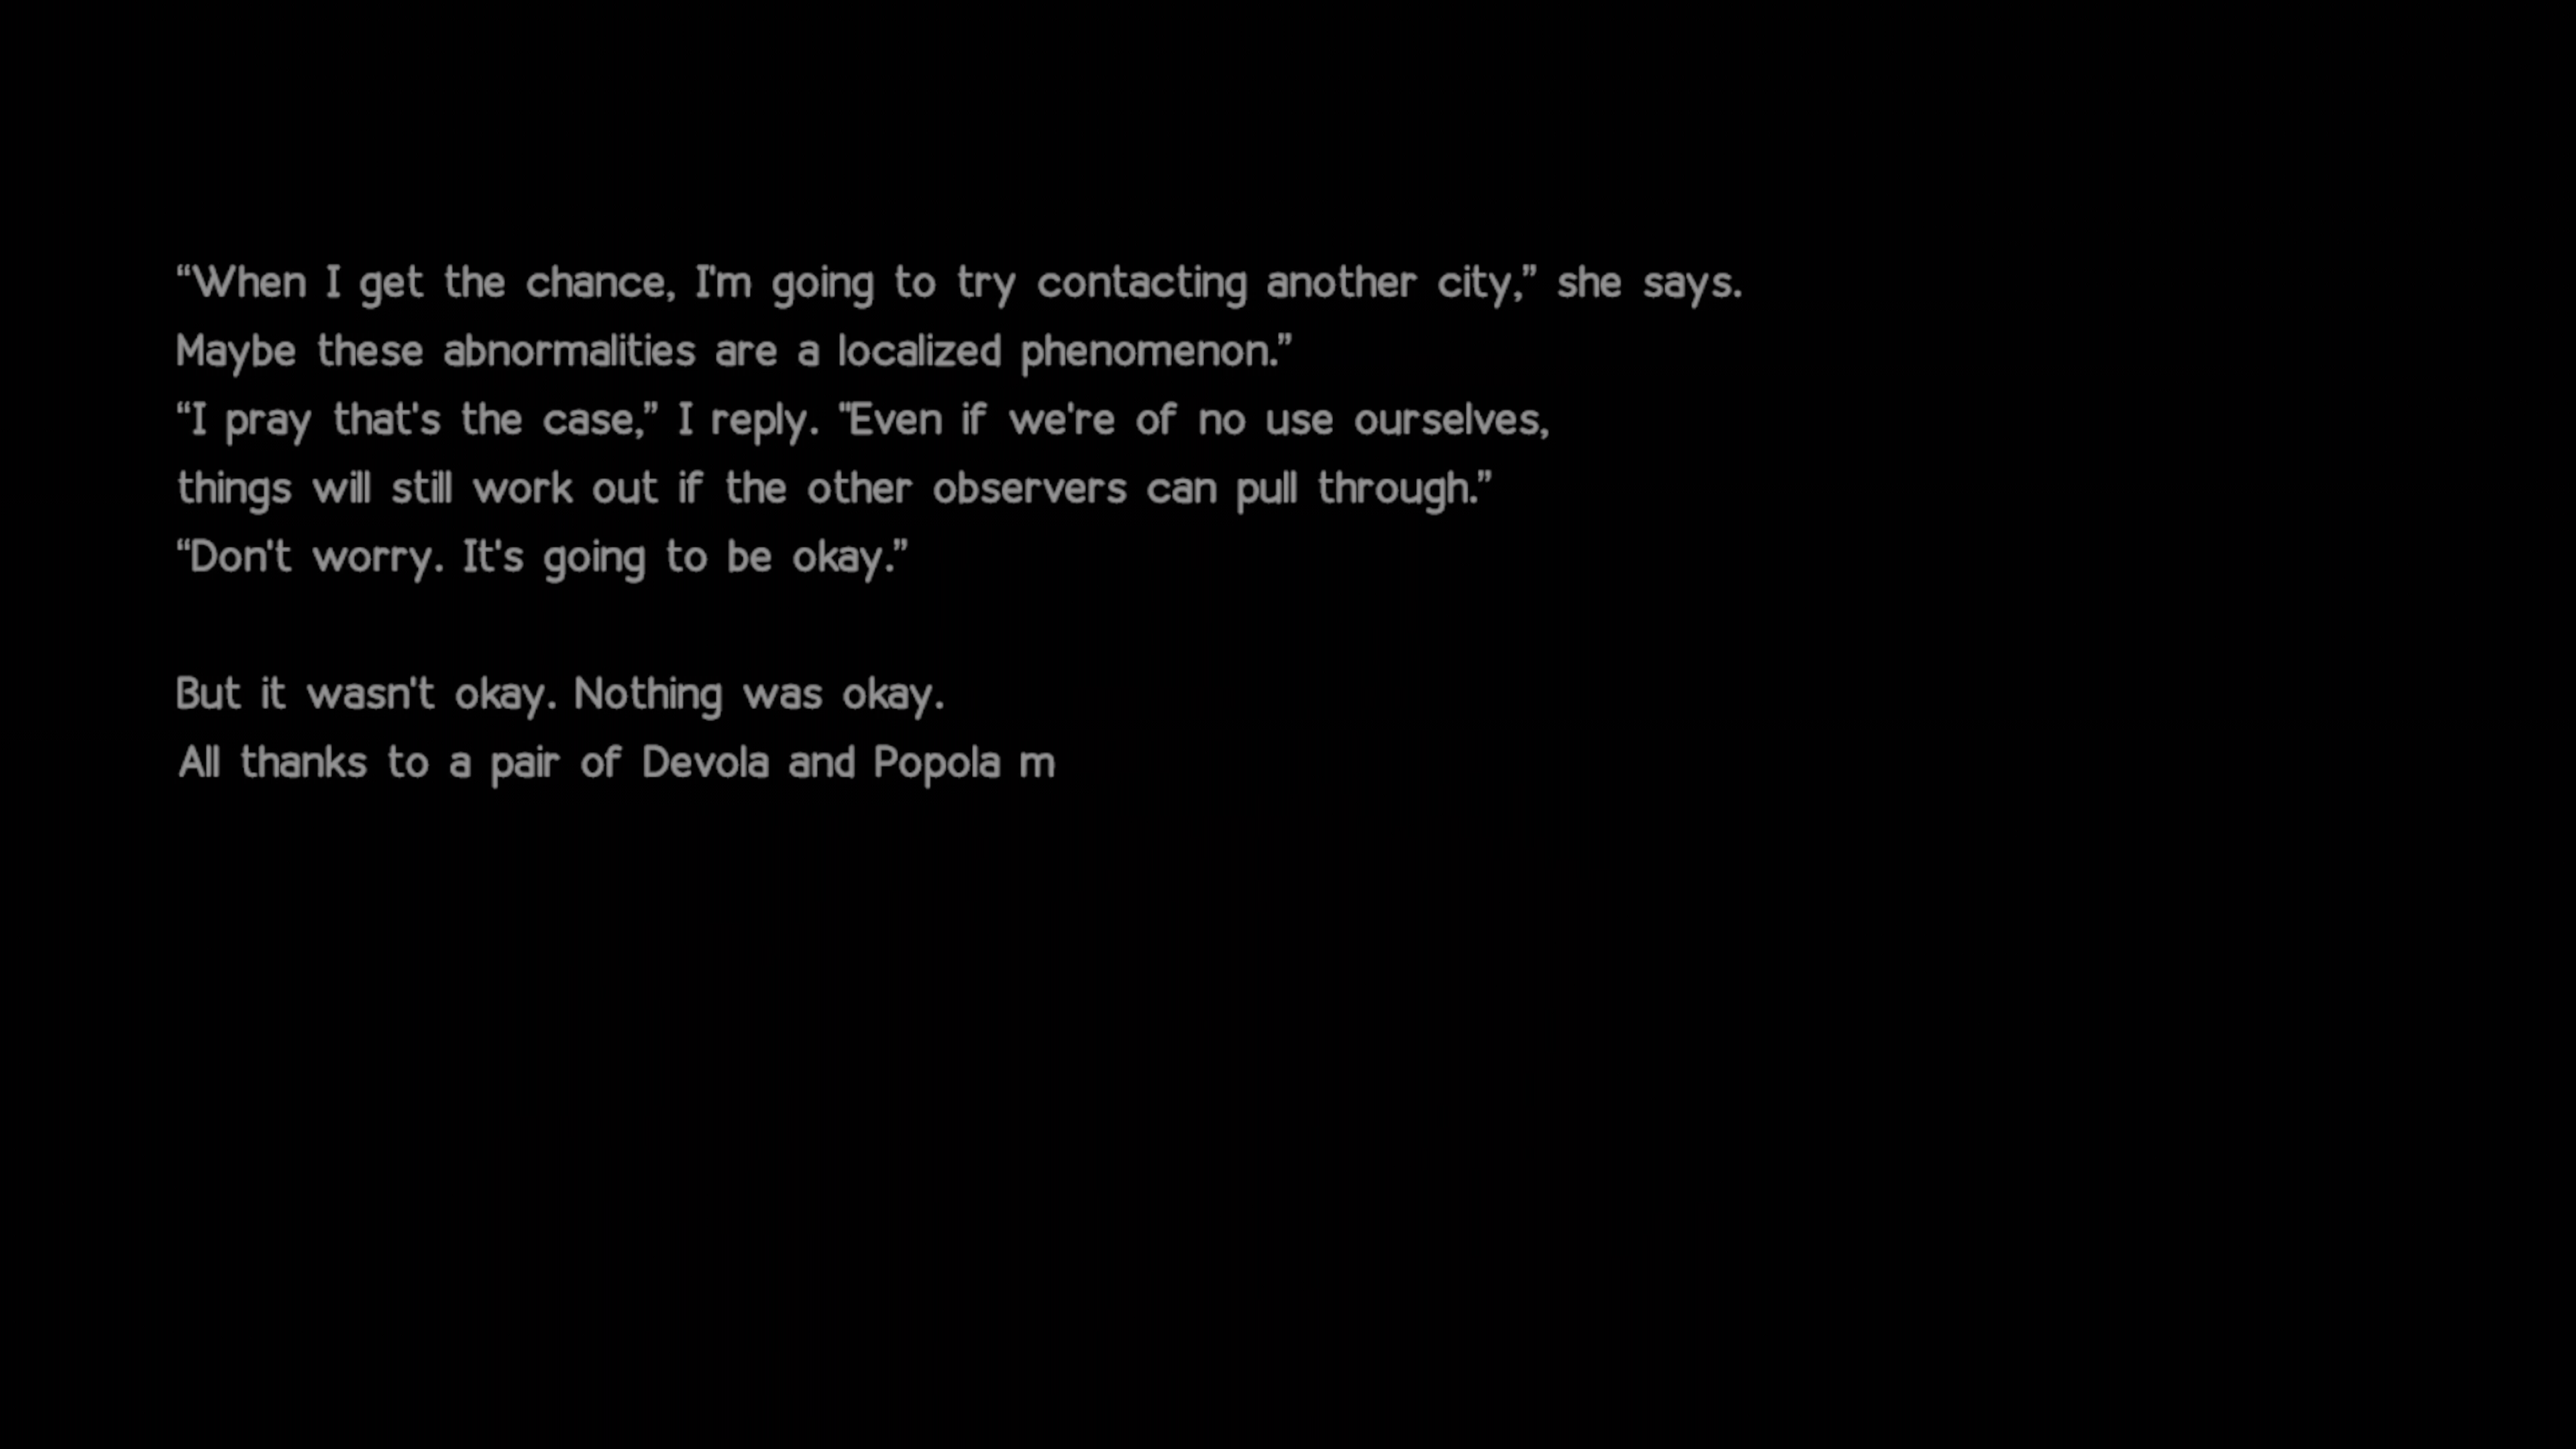 “When I get the chance, I'm going to try contacting another city,” she says.
Maybe these abnormalities are a localized phenomenon.”
“I pray that's the case,” I reply. “Even if we're of no use ourselves,
things will still work out if the other observers can pull through.”
“Don't worry. It's going to be okay.”
But it wasn't okay. Nothing was okay.
All thanks to a pair of Devola and Popola m